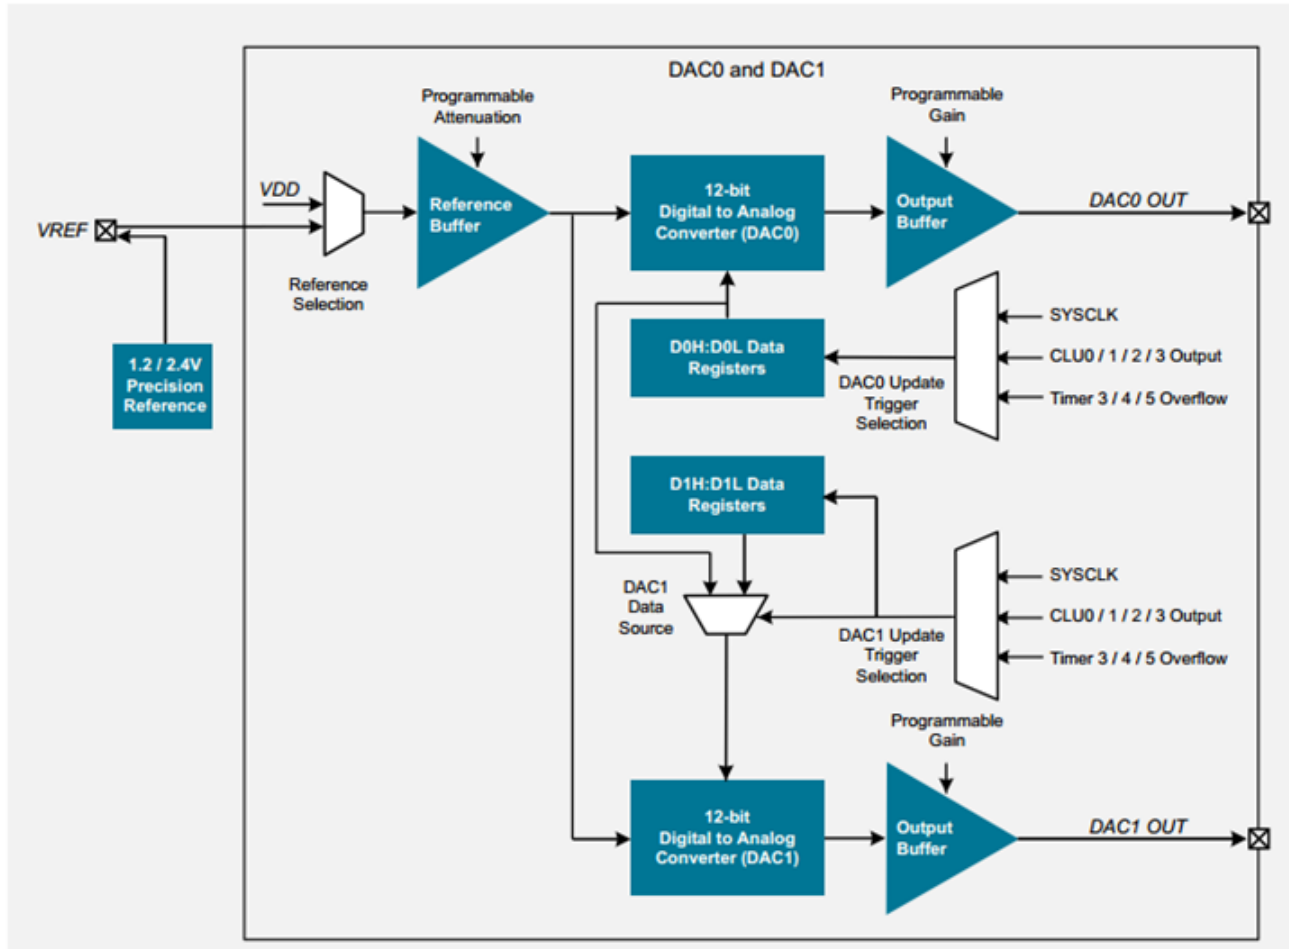 DAC0 and DAC1
Programmable
Attenuation
Programmable
Gain
VDD
VREF
Reference
Buffer
12-bit
Digital to Analog
Converter (DAC0)
Output
Buffer
DAC0 OUT
Reference
Selection
1.2 / 2.4V
Precision
Reference
D0H:D0L Data
Registers
DAC0 Update
Trigger
Selection
SYSCLK
CLU0 / 1 / 2 / 3 Output
Timer 3 / 4 / 5 Overflow
D1H:D1L Data
Registers
DAC1
Data
Source
DAC1 Update
Trigger
Selection
SYSCLK
CLU0 / 1 / 2 / 3 Output
Timer 3 / 4 / 5 Overflow
Programmable
Gain
12-bit
Digital to Analog
Converter (DAC1)
Output
Buffer
DAC1 OUT